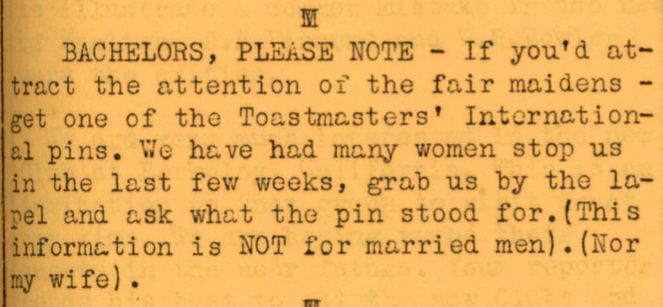 BACHELORS, PLEASE NOTE - If you'd at-
tract the attention of the fair maidens -
get one of the Toastmasters' Internation-
al pins. We have had many women stop us
in the last few weeks, grab us by the la-
pel and ask what the pin stood for.(This
information is NOT for married men).(Nor
my wife).